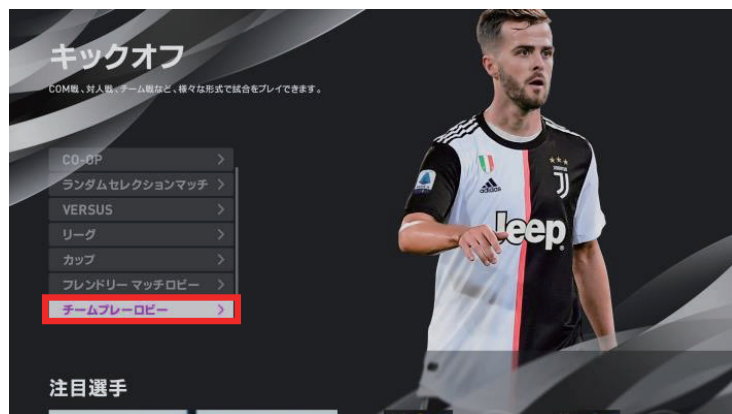 キックオフ
COM戦、対人戦、チーム戦など、様々な形式で試合をプレイできます。
CO-OP
ランダムセレクションマッチ
VERSUS
リーグ
カップ
フレンドリー マッチロビー
チームプレーロビー
adidas
Jeep
注目選手